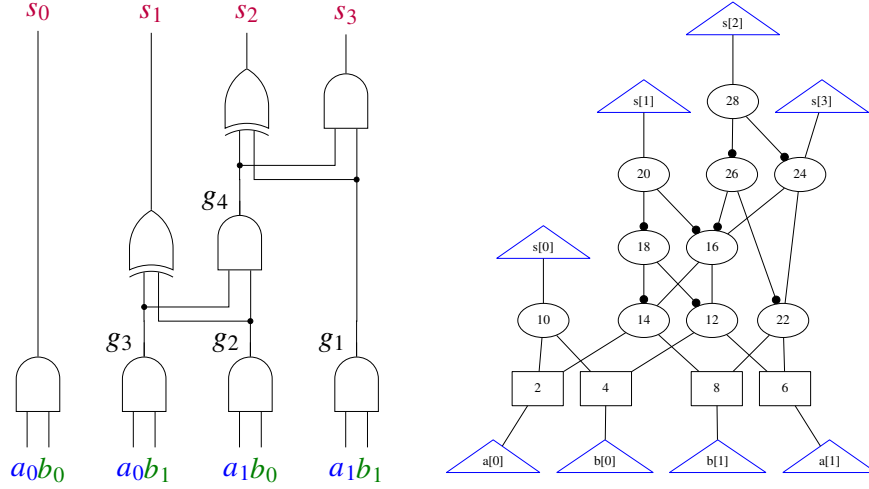 s₀ s₁ s₂ s₃
g₄
g₃ g₂ g₁
a₀b₀ a₀b₁ a₁b₀ a₁b₁
s[2]
28
s[1] s[3]
20 26 24
s[0] 18 16
10 14 12 22
2 4 8 6
a[0] b[0] b[1] a[1]